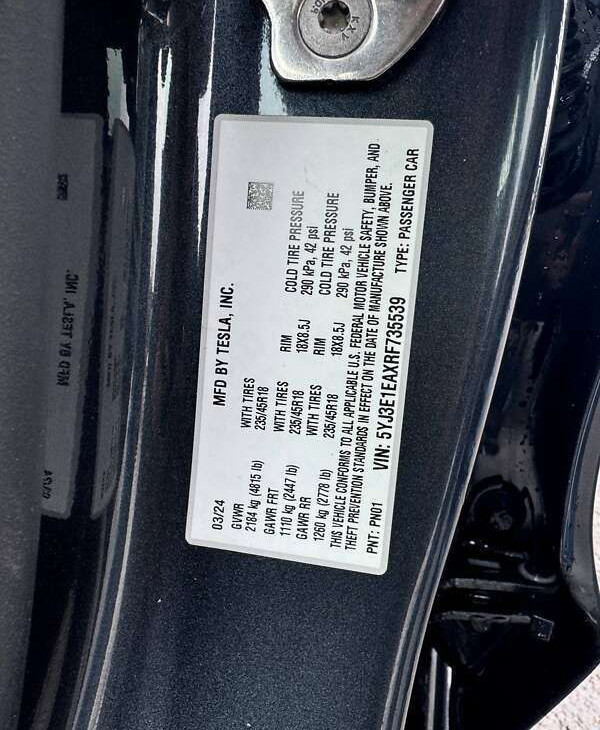 03/24 MFD BY TESLA, INC.
GVWR WITH TIRES RIM COLD TIRE PRESSURE
2184 kg (4815 lb) 235/45R18 18X8.5J 290 kPa, 42 psi
GAWR FRT WITH TIRES RIM COLD TIRE PRESSURE
1110 kg (2447 lb) 235/45R18 18X8.5J 290 kPa, 42 psi
GAWR RR
1260 kg (2778 lb)
THIS VEHICLE CONFORMS TO ALL APPLICABLE U.S. FEDERAL MOTOR VEHICLE SAFETY, BUMPER, AND
THEFT PREVENTION STANDARDS IN EFFECT ON THE DATE OF MANUFACTURE SHOWN ABOVE.
PNT: PN01 VIN: 5YJ3E1EAXRF735539 TYPE: PASSENGER CAR